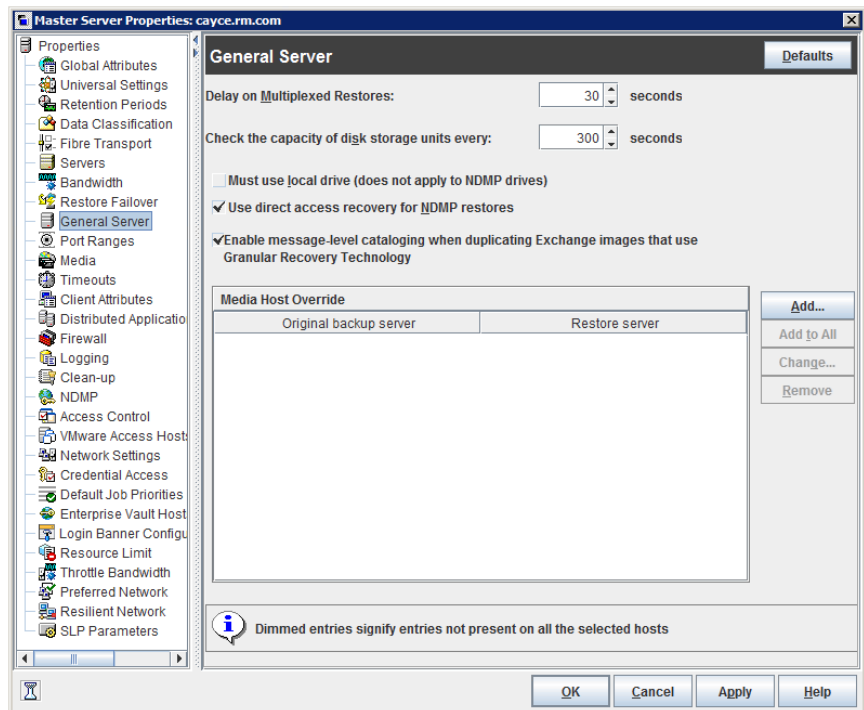 Master Server Properties: cayce.rm.com
Properties
Global Attributes
Universal Settings
Retention Periods
Data Classification
Fibre Transport
Servers
Bandwidth
Restore Failover
General Server
Port Ranges
Media
Timeouts
Client Attributes
Distributed Applicatio
Firewall
Logging
Clean-up
NDMP
Access Control
VMware Access Hosts
Network Settings
Credential Access
Default Job Priorities
Enterprise Vault Host
Login Banner Configu
Resource Limit
Throttle Bandwidth
Preferred Network
Resilient Network
SLP Parameters
General Server
Defaults
Delay on Multiplexed Restores: 30 seconds
Check the capacity of disk storage units every: 300 seconds
Must use local drive (does not apply to NDMP drives)
Use direct access recovery for NDMP restores
Enable message-level cataloging when duplicating Exchange images that use
Granular Recovery Technology
Media Host Override
Original backup server Restore server
Add...
Add to All
Change...
Remove
Dimmed entries signify entries not present on all the selected hosts
OK Cancel Apply Help